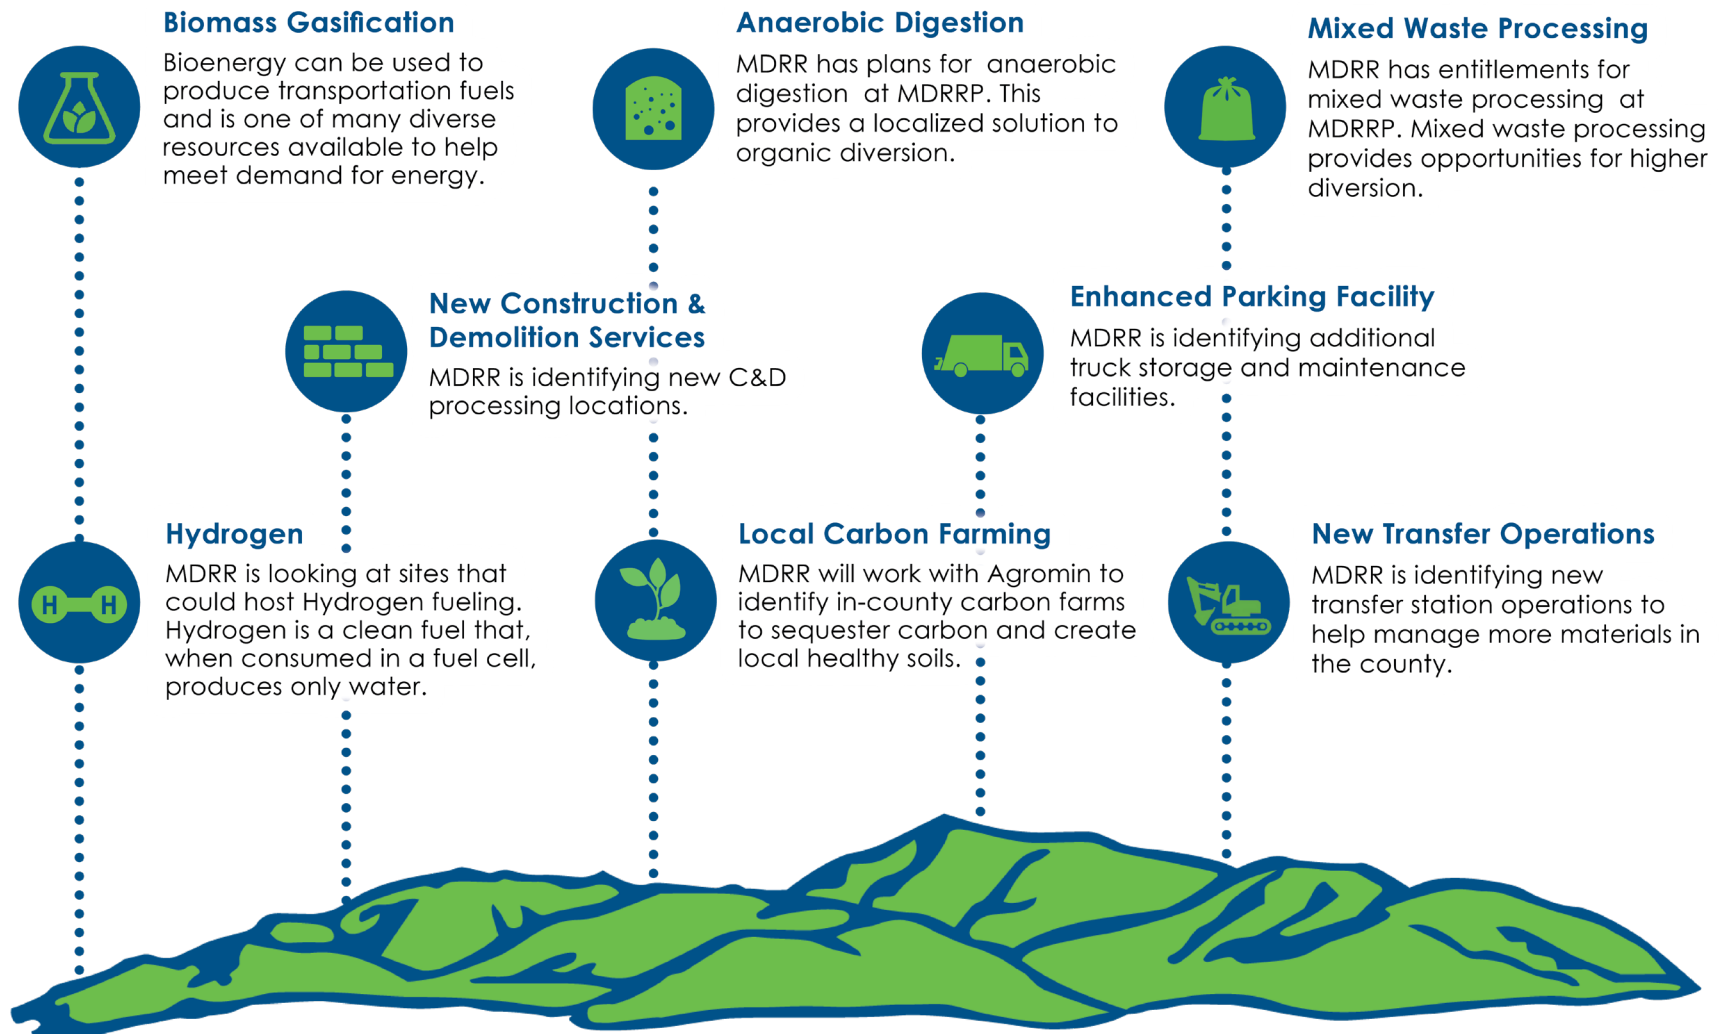 Biomass Gasification
Bioenergy can be used to
produce transportation fuels
and is one of many diverse
resources available to help
meet demand for energy.
Anaerobic Digestion
MDRR has plans for anaerobic
digestion at MDRRP. This
provides a localized solution to
organic diversion.
Mixed Waste Processing
MDRR has entitlements for
mixed waste processing at
MDRRP. Mixed waste processing
provides opportunities for higher
diversion.
New Construction &
Demolition Services
MDRR is identifying new C&D
processing locations.
Enhanced Parking Facility
MDRR is identifying additional
truck storage and maintenance
facilities.
Hydrogen
MDRR is looking at sites that
could host Hydrogen fueling.
Hydrogen is a clean fuel that,
when consumed in a fuel cell,
produces only water.
H H
Local Carbon Farming
MDRR will work with Agromin to
identify in-county carbon farms
to sequester carbon and create
local healthy soils.
New Transfer Operations
MDRR is identifying new
transfer station operations to
help manage more materials in
the county.